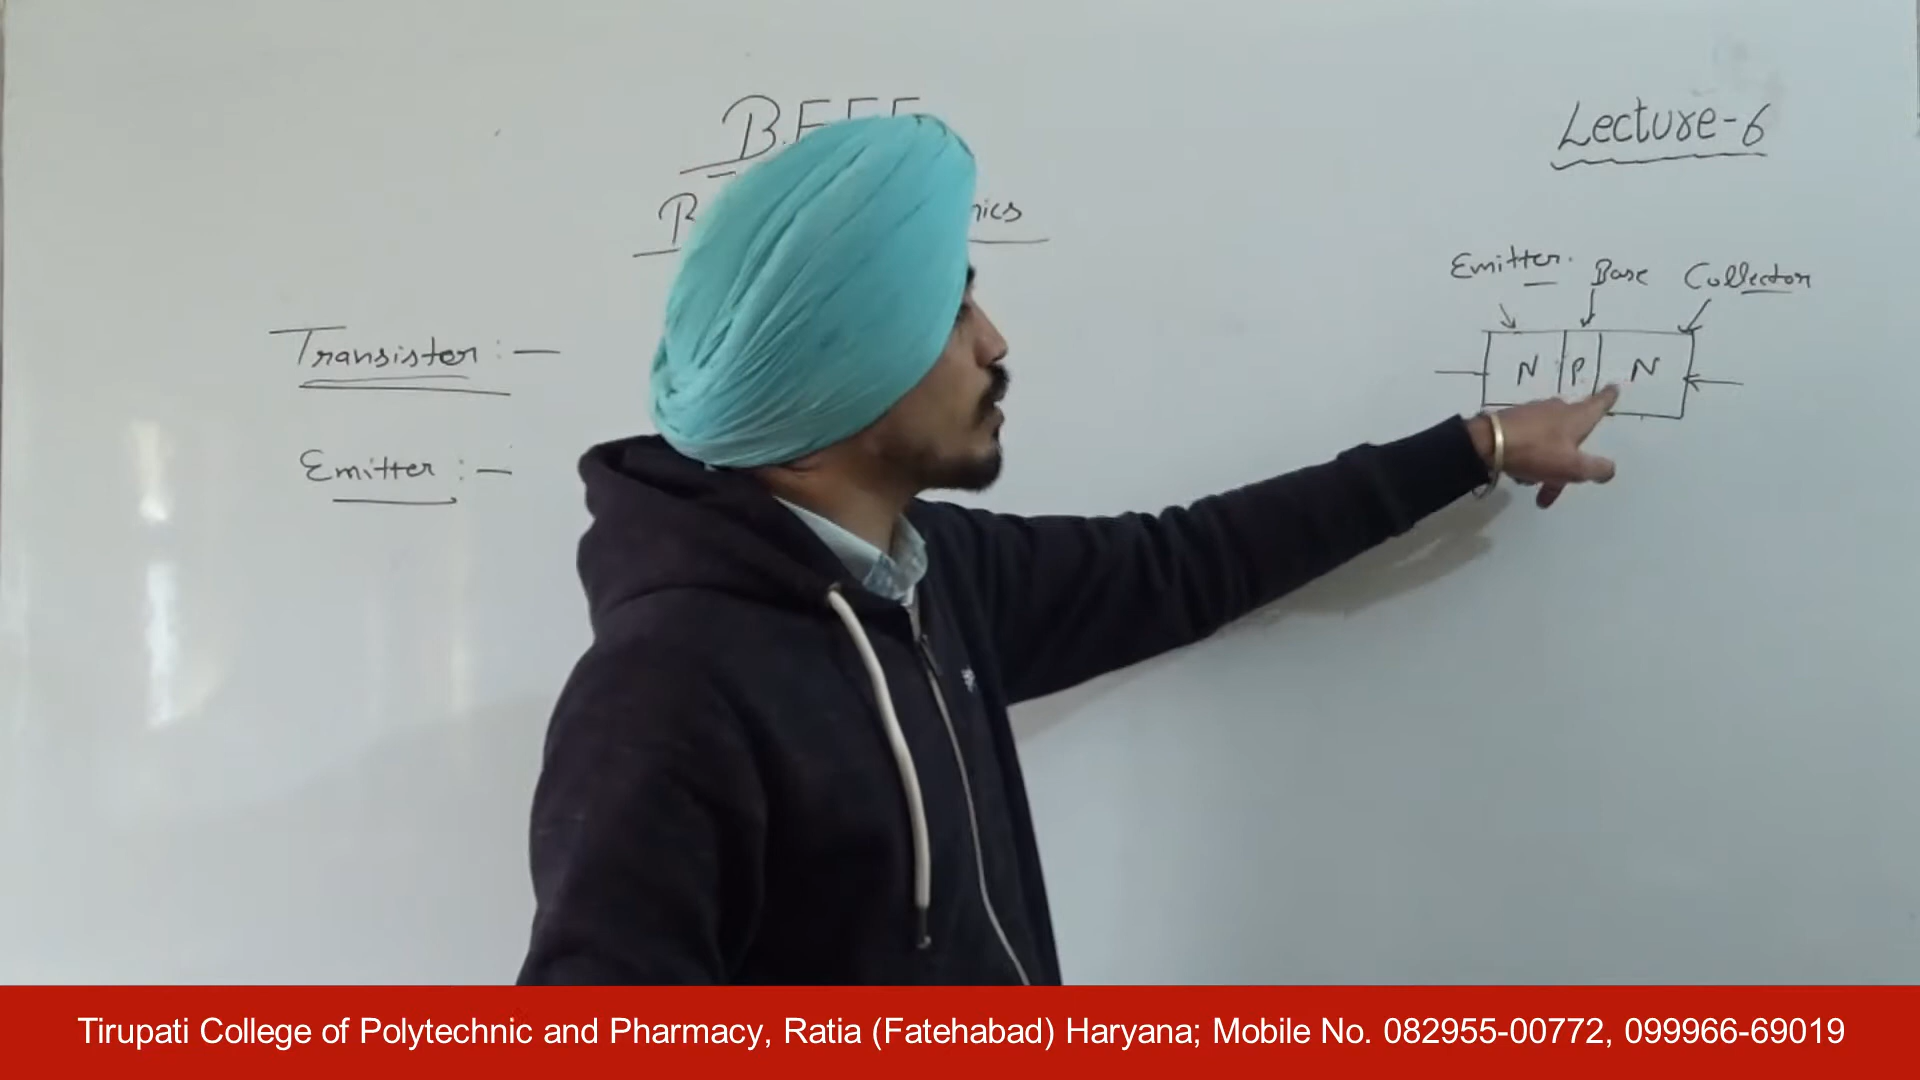 B.EEE
Lecture-6
nics
Emitter. Base Collector
Transister :-
N P N
Emitter :-
Tirupati College of Polytechnic and Pharmacy, Ratia (Fatehabad) Haryana; Mobile No. 082955-00772, 099966-69019